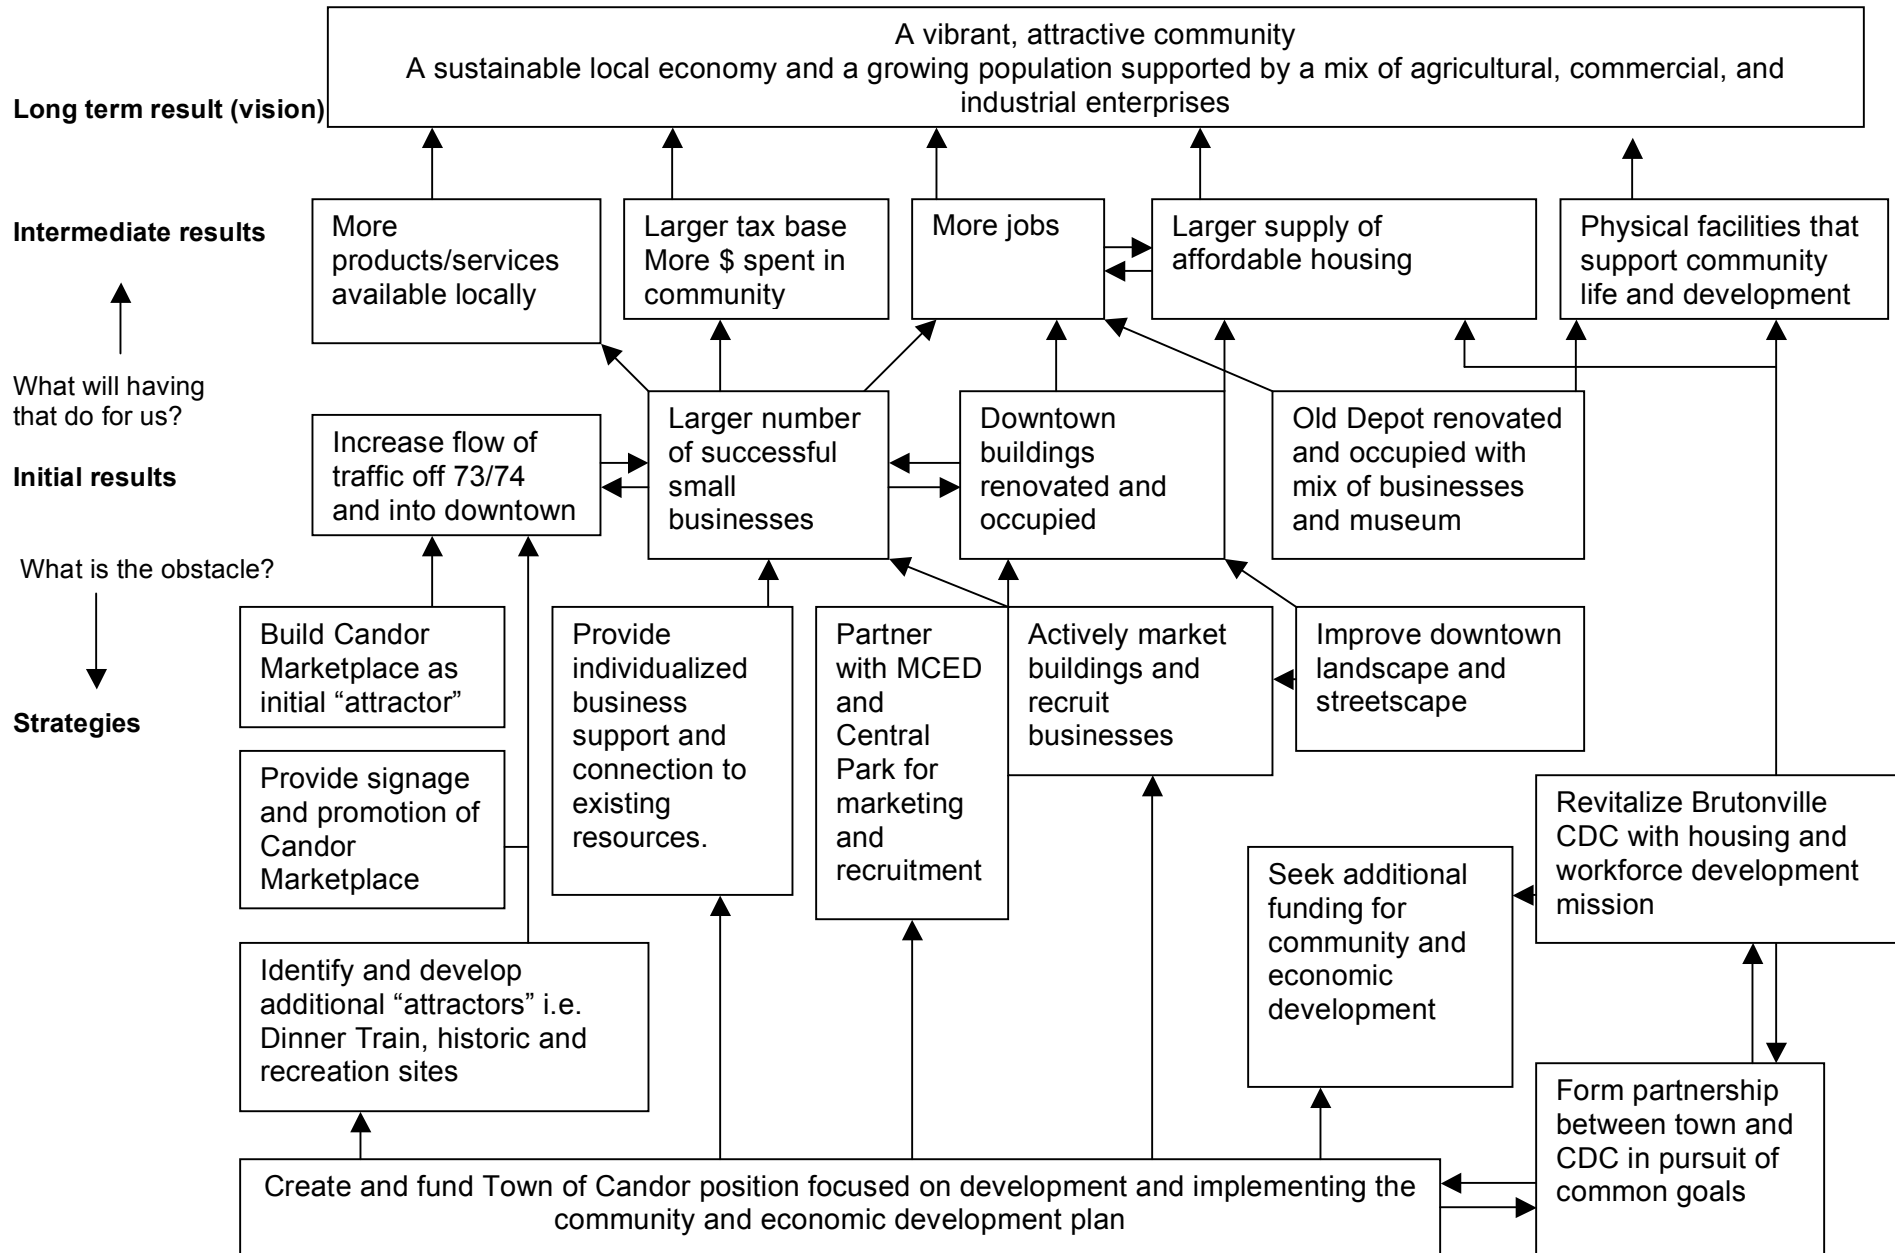 A vibrant, attractive community
A sustainable local economy and a growing population supported by a mix of agricultural, commercial, and
industrial enterprises
Long term result (vision)
Intermediate results
More
products/services
available locally
Larger tax base
More $ spent in
community
More jobs
Larger supply of
affordable housing
Physical facilities that
support community
life and development
What will having
that do for us?
Initial results
Increase flow of
traffic off 73/74
and into downtown
Larger number
of successful
small
businesses
Downtown
buildings
renovated and
occupied
Old Depot renovated
and occupied with
mix of businesses
and museum
What is the obstacle?
Strategies
Build Candor
Marketplace as
initial “attractor”
Provide
individualized
business
support and
connection to
existing
resources.
Partner
with MCED
and
Central
Park for
marketing
and
recruitment
Actively market
buildings and
recruit
businesses
Improve downtown
landscape and
streetscape
Provide signage
and promotion of
Candor
Marketplace
Revitalize Brutonville
CDC with housing and
workforce development
mission
Seek additional
funding for
community and
economic
development
Identify and develop
additional “attractors” i.e.
Dinner Train, historic and
recreation sites
Form partnership
between town and
CDC in pursuit of
common goals
Create and fund Town of Candor position focused on development and implementing the
community and economic development plan